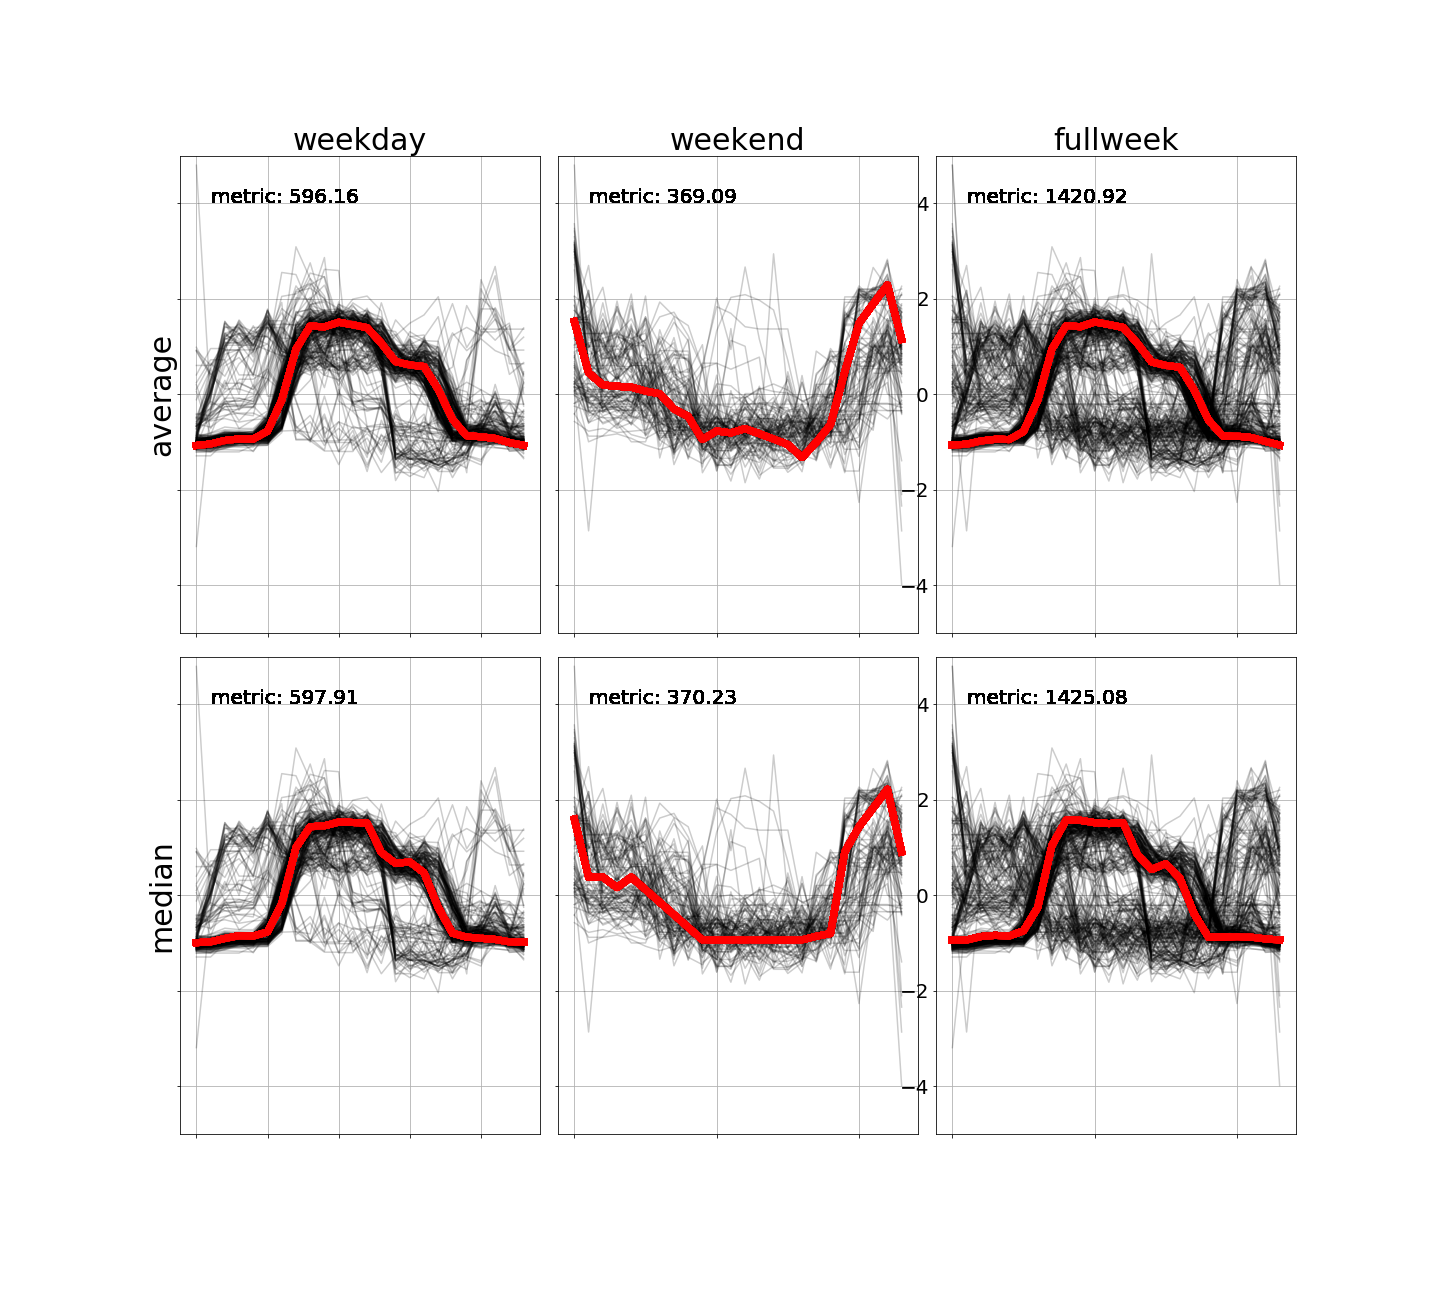 weekday
weekend
fullweek
average
metric: 596.16
metric: 369.09
metric: 1420.92
4
2
0
−2
−4
median
metric: 597.91
metric: 370.23
metric: 1425.08
4
2
0
−2
−4